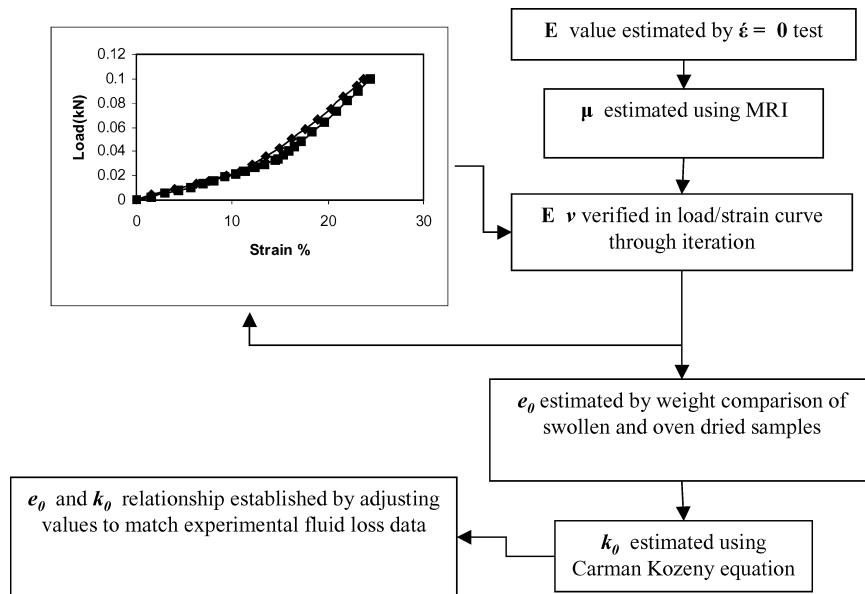 E value estimated by έ = 0 test
μ estimated using MRI
E ν verified in load/strain curve
through iteration
Load(kN)
0.12
0.1
0.08
0.06
0.04
0.02
0
0 10 20 30
Strain %
e0 estimated by weight comparison of
swollen and oven dried samples
k0 estimated using
Carman Kozeny equation
e0 and k0 relationship established by adjusting
values to match experimental fluid loss data